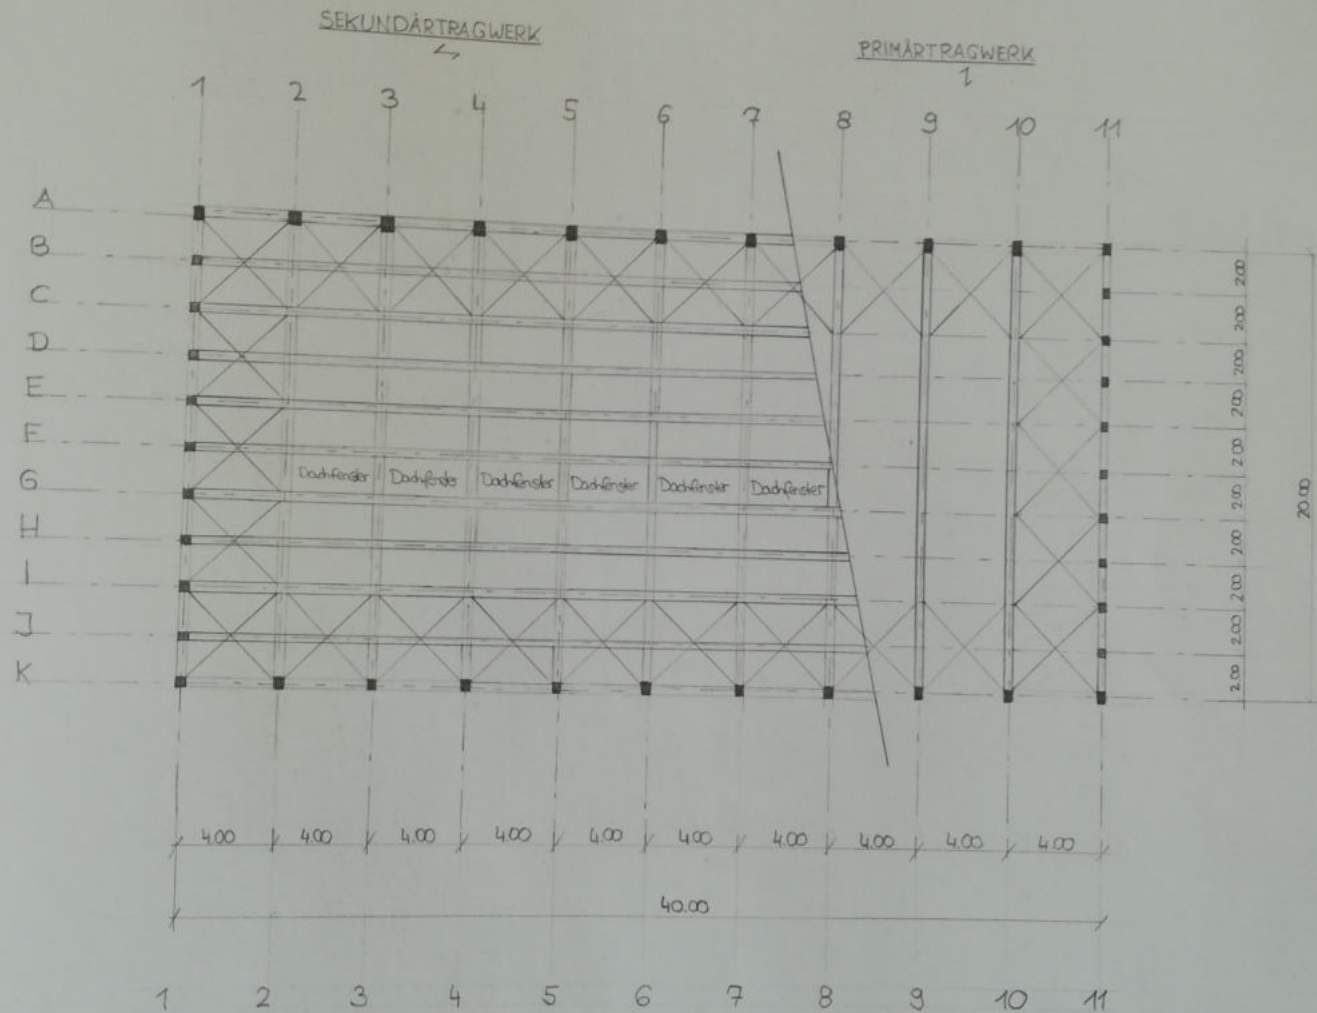 SEKUNDÄRTRAGWERK
PRIMÄRTRAGWERK
1 2 3 4 5 6 7 8 9 10 11
A
B
C
D
E
F
G
H
I
J
K
Dachfenster Dachfenster Dachfenster Dachfenster Dachfenster Dachfenster
2.00
2.00
2.00
2.00
2.00
2.00
2.00
2.00
2.00
2.00
20.00
4.00 4.00 4.00 4.00 4.00 4.00 4.00 4.00 4.00 4.00
40.00
1 2 3 4 5 6 7 8 9 10 11